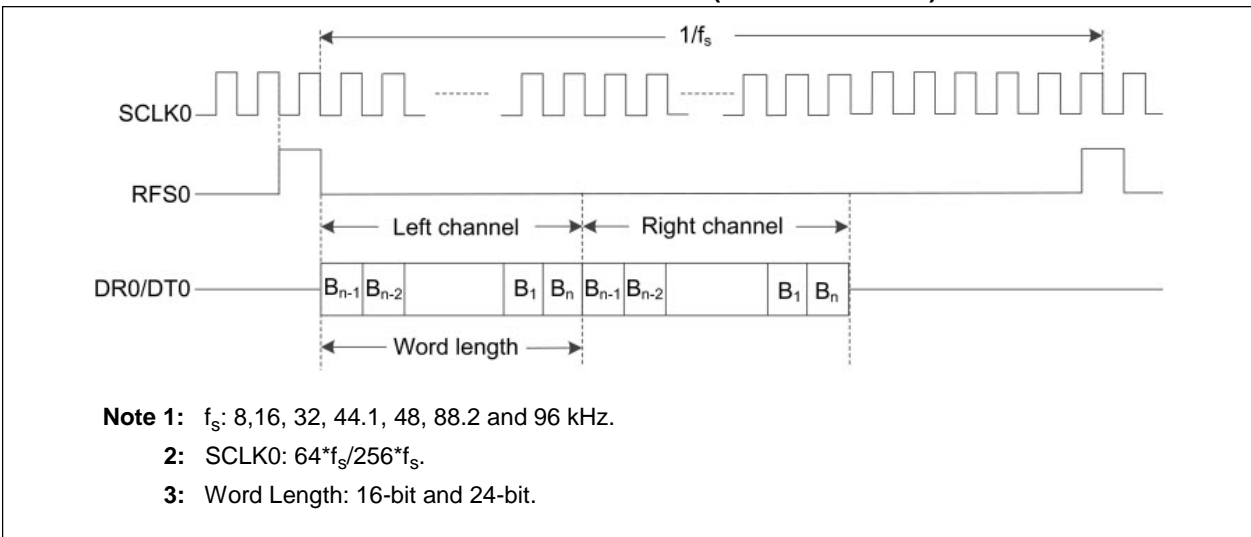 1/fs
SCLK0
RFS0
Left channel
Right channel
DR0/DT0
Bn-1 Bn-2 B1 Bn Bn-1 Bn-2 B1 Bn
Word length
Note 1: fs: 8,16, 32, 44.1, 48, 88.2 and 96 kHz.
2: SCLK0: 64*fs/256*fs.
3: Word Length: 16-bit and 24-bit.